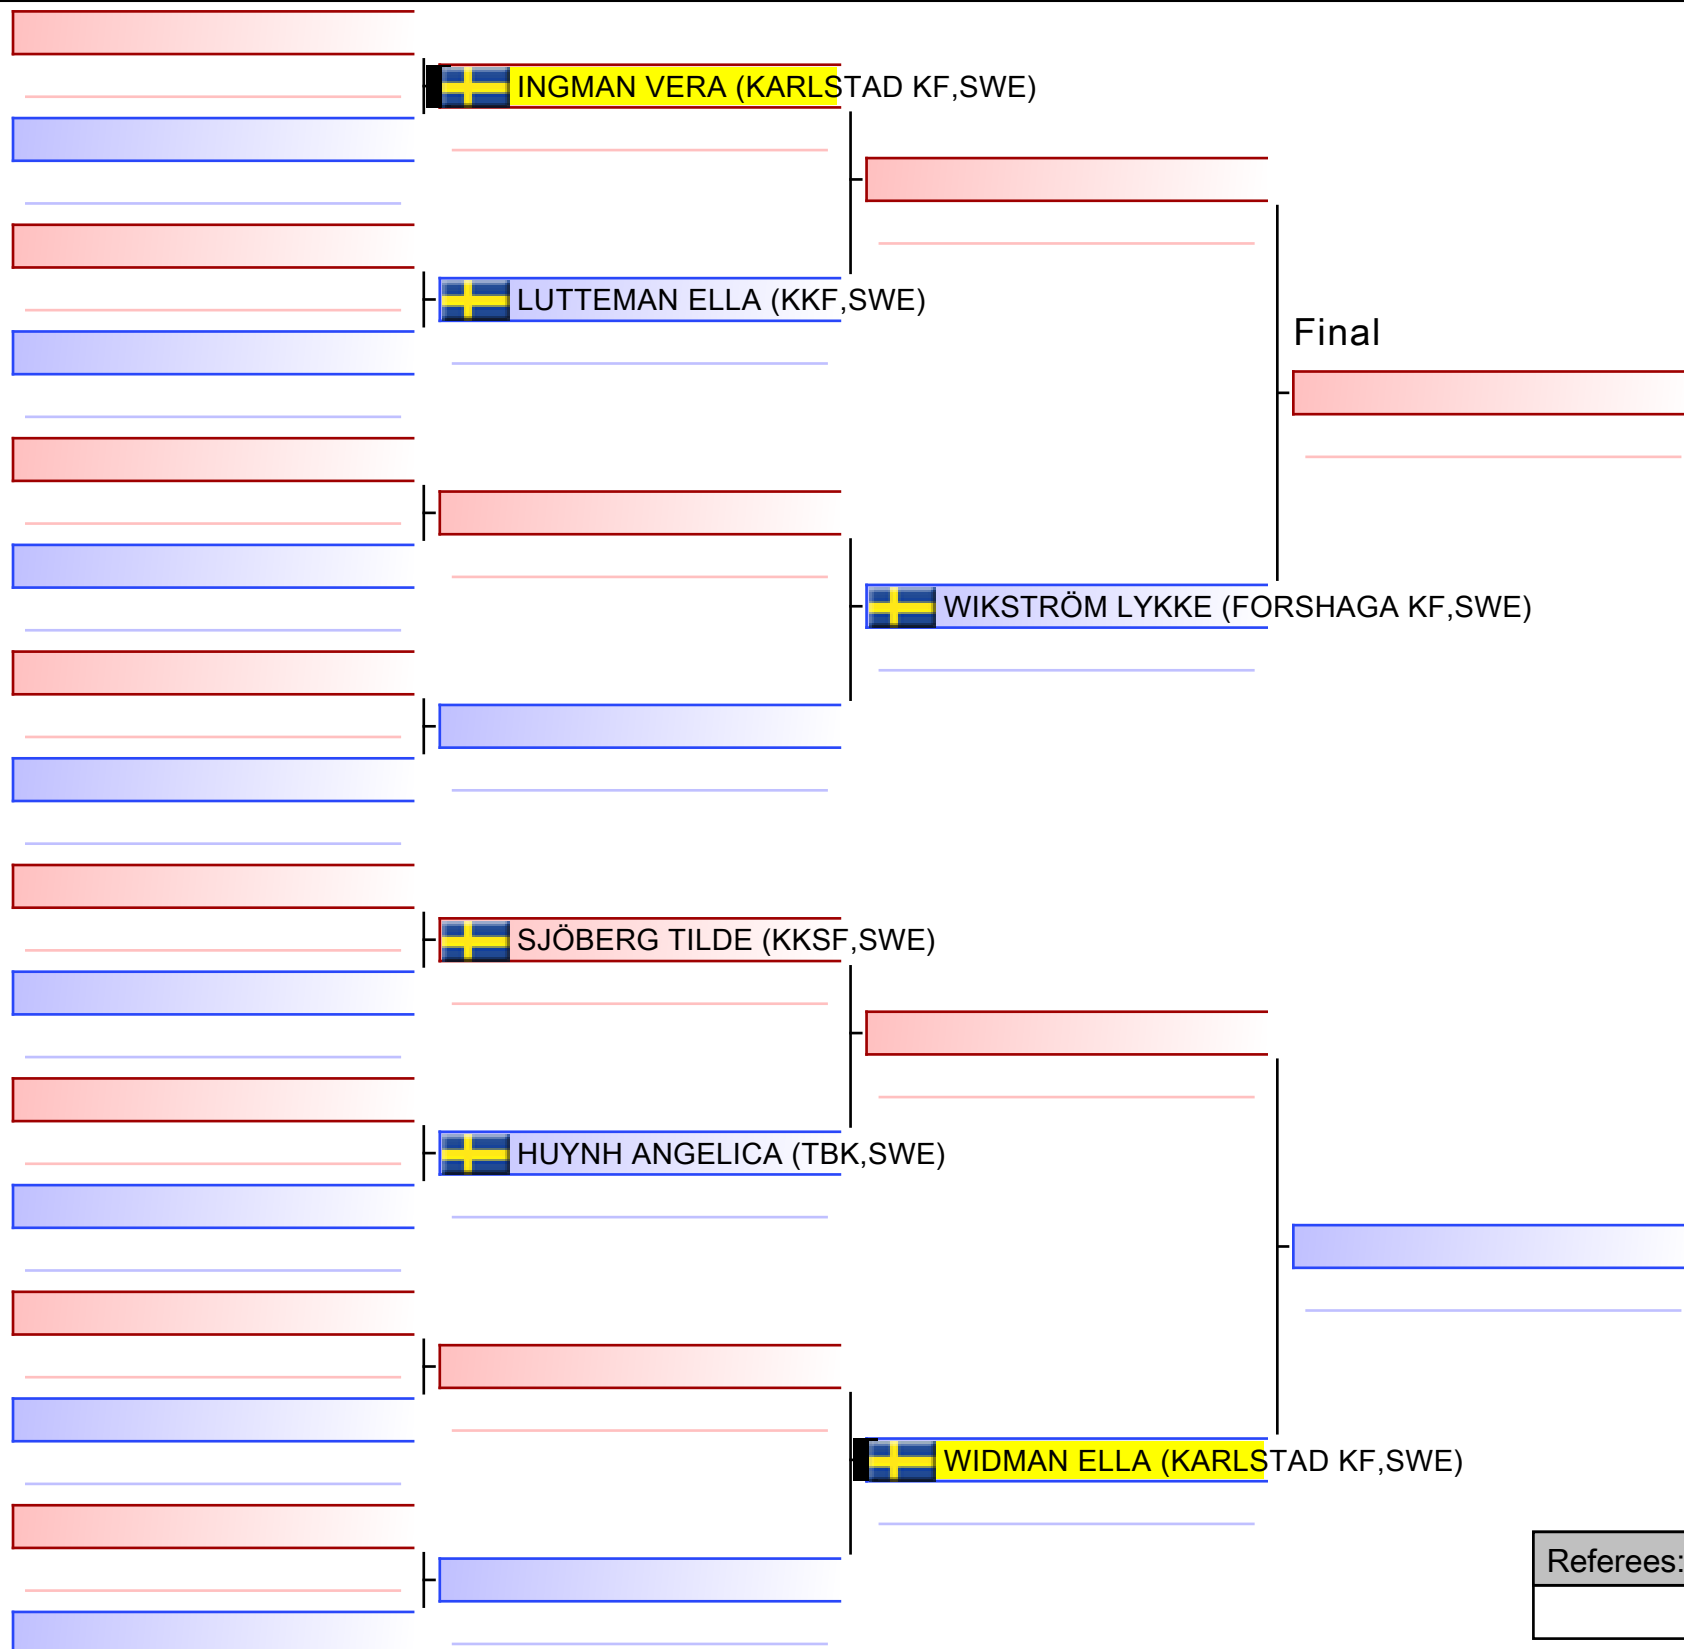 INGMAN VERA (KARLSTAD KF,SWE)
LUTTEMAN ELLA (KKF,SWE)
Final
WIKSTRÖM LYKKE (FORSHAGA KF,SWE)
SJÖBERG TILDE (KKSF,SWE)
HUYNH ANGELICA (TBK,SWE)
WIDMAN ELLA (KARLSTAD KF,SWE)
Referees: